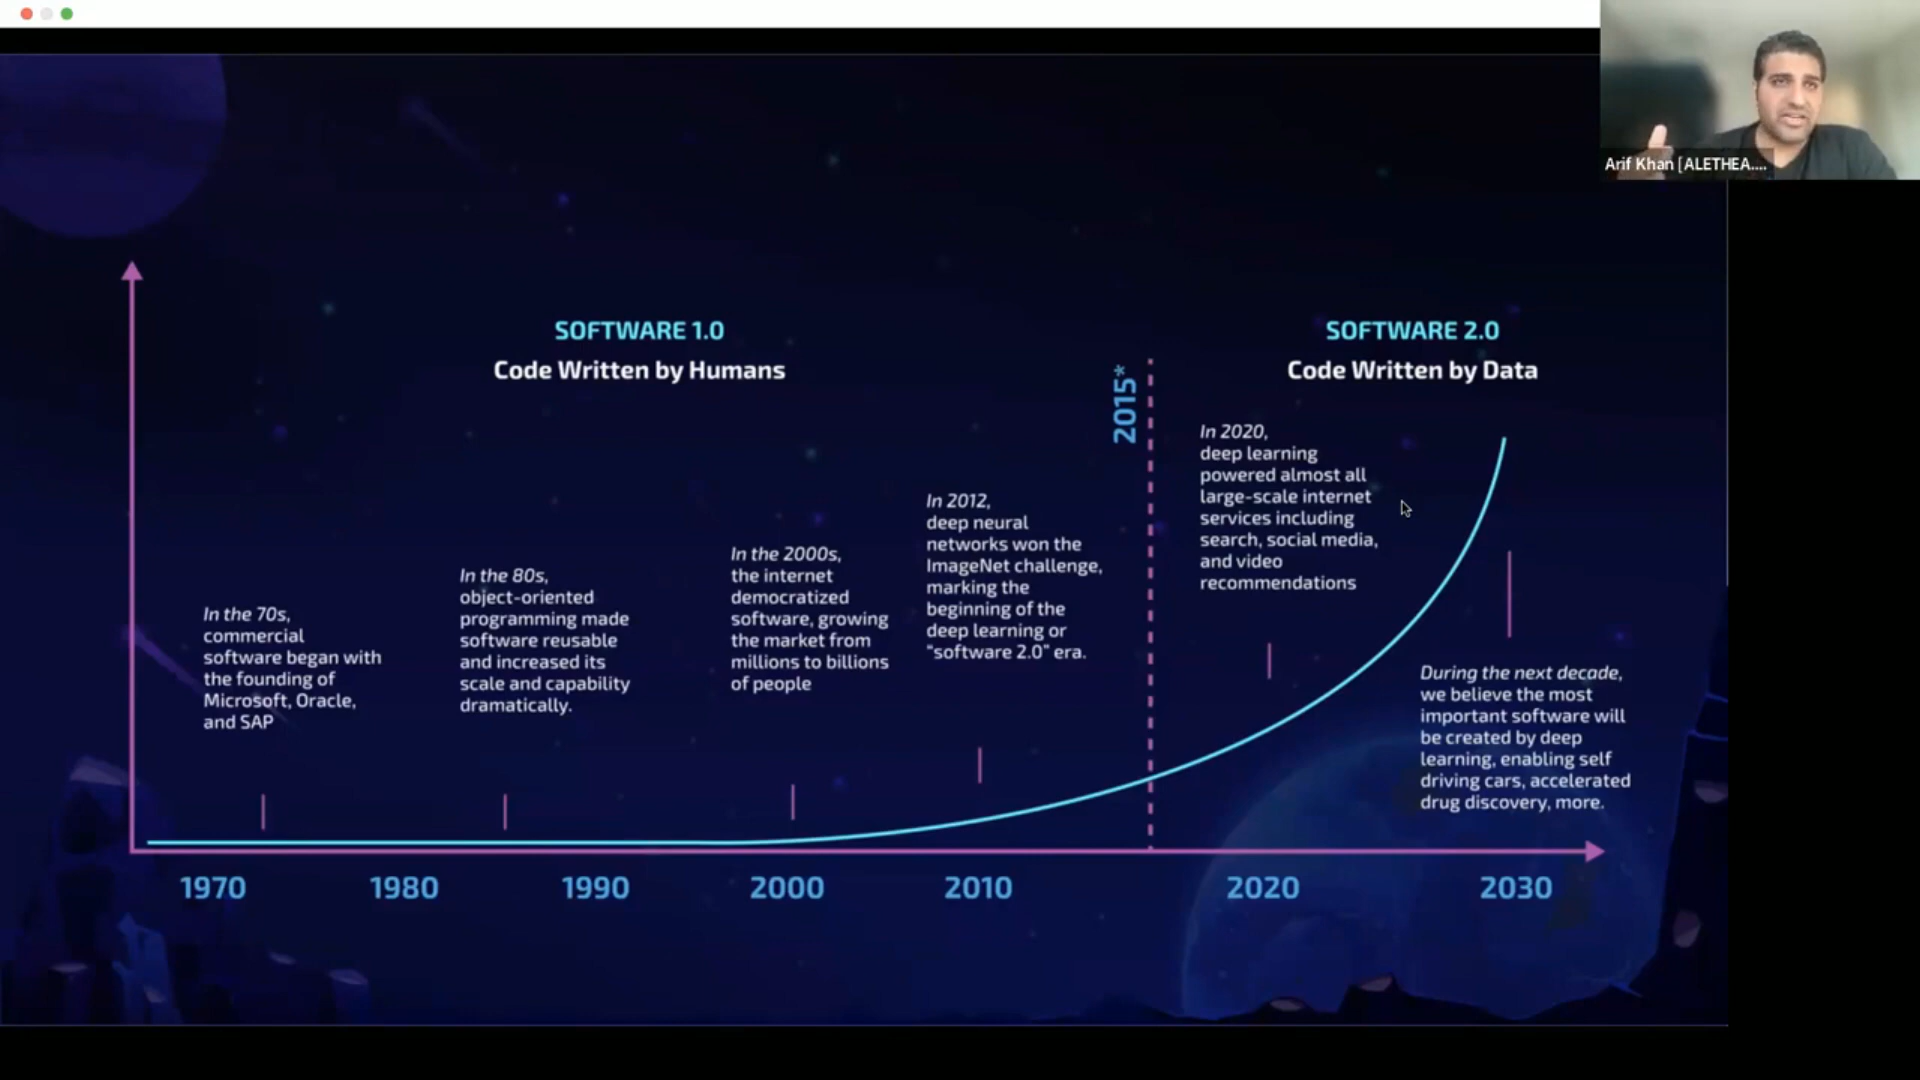 Arif Khan [ALETHEA....
SOFTWARE 1.0
Code Written by Humans
SOFTWARE 2.0
Code Written by Data
2015*
In the 70s,
commercial
software began with
the founding of
Microsoft, Oracle,
and SAP
In the 80s,
object-oriented
programming made
software reusable
and increased its
scale and capability
dramatically.
In the 2000s,
the internet
democratized
software, growing
the market from
millions to billions
of people
In 2012,
deep neural
networks won the
ImageNet challenge,
marking the
beginning of the
deep learning or
“software 2.0” era.
In 2020,
deep learning
powered almost all
large-scale internet
services including
search, social media,
and video
recommendations
During the next decade,
we believe the most
important software will
be created by deep
learning, enabling self
driving cars, accelerated
drug discovery, more.
1970
1980
1990
2000
2010
2020
2030